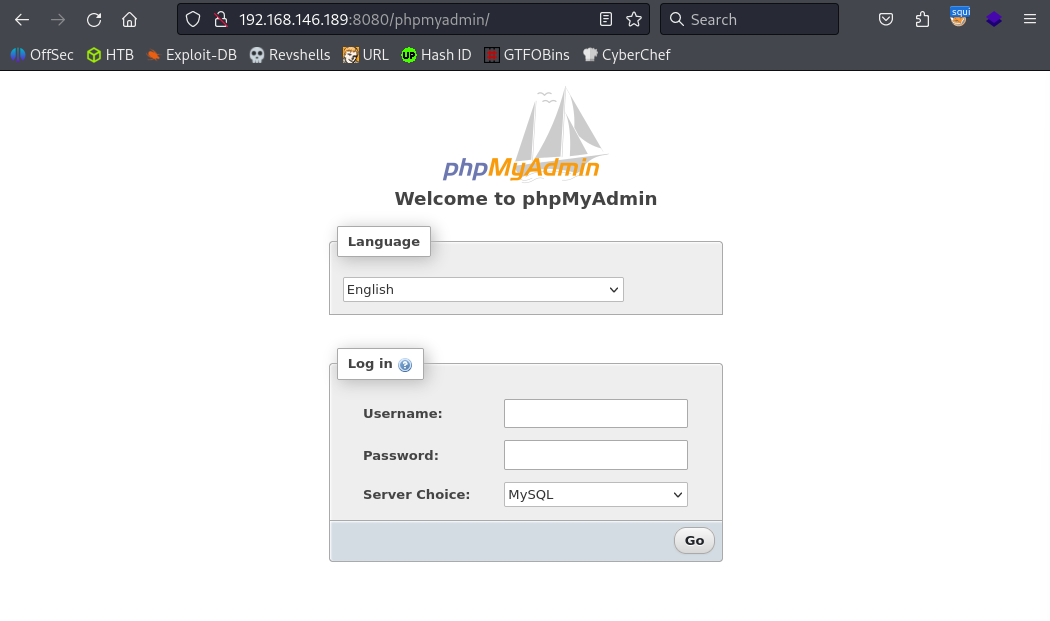 192.168.146.189:8080/phpmyadmin/
Search
squi
OffSec HTB Exploit-DB Revshells URL UP Hash ID GTFOBins CyberChef
phpMyAdmin
Welcome to phpMyAdmin
Language
English
Log in
Username:
Password:
Server Choice: MySQL
Go